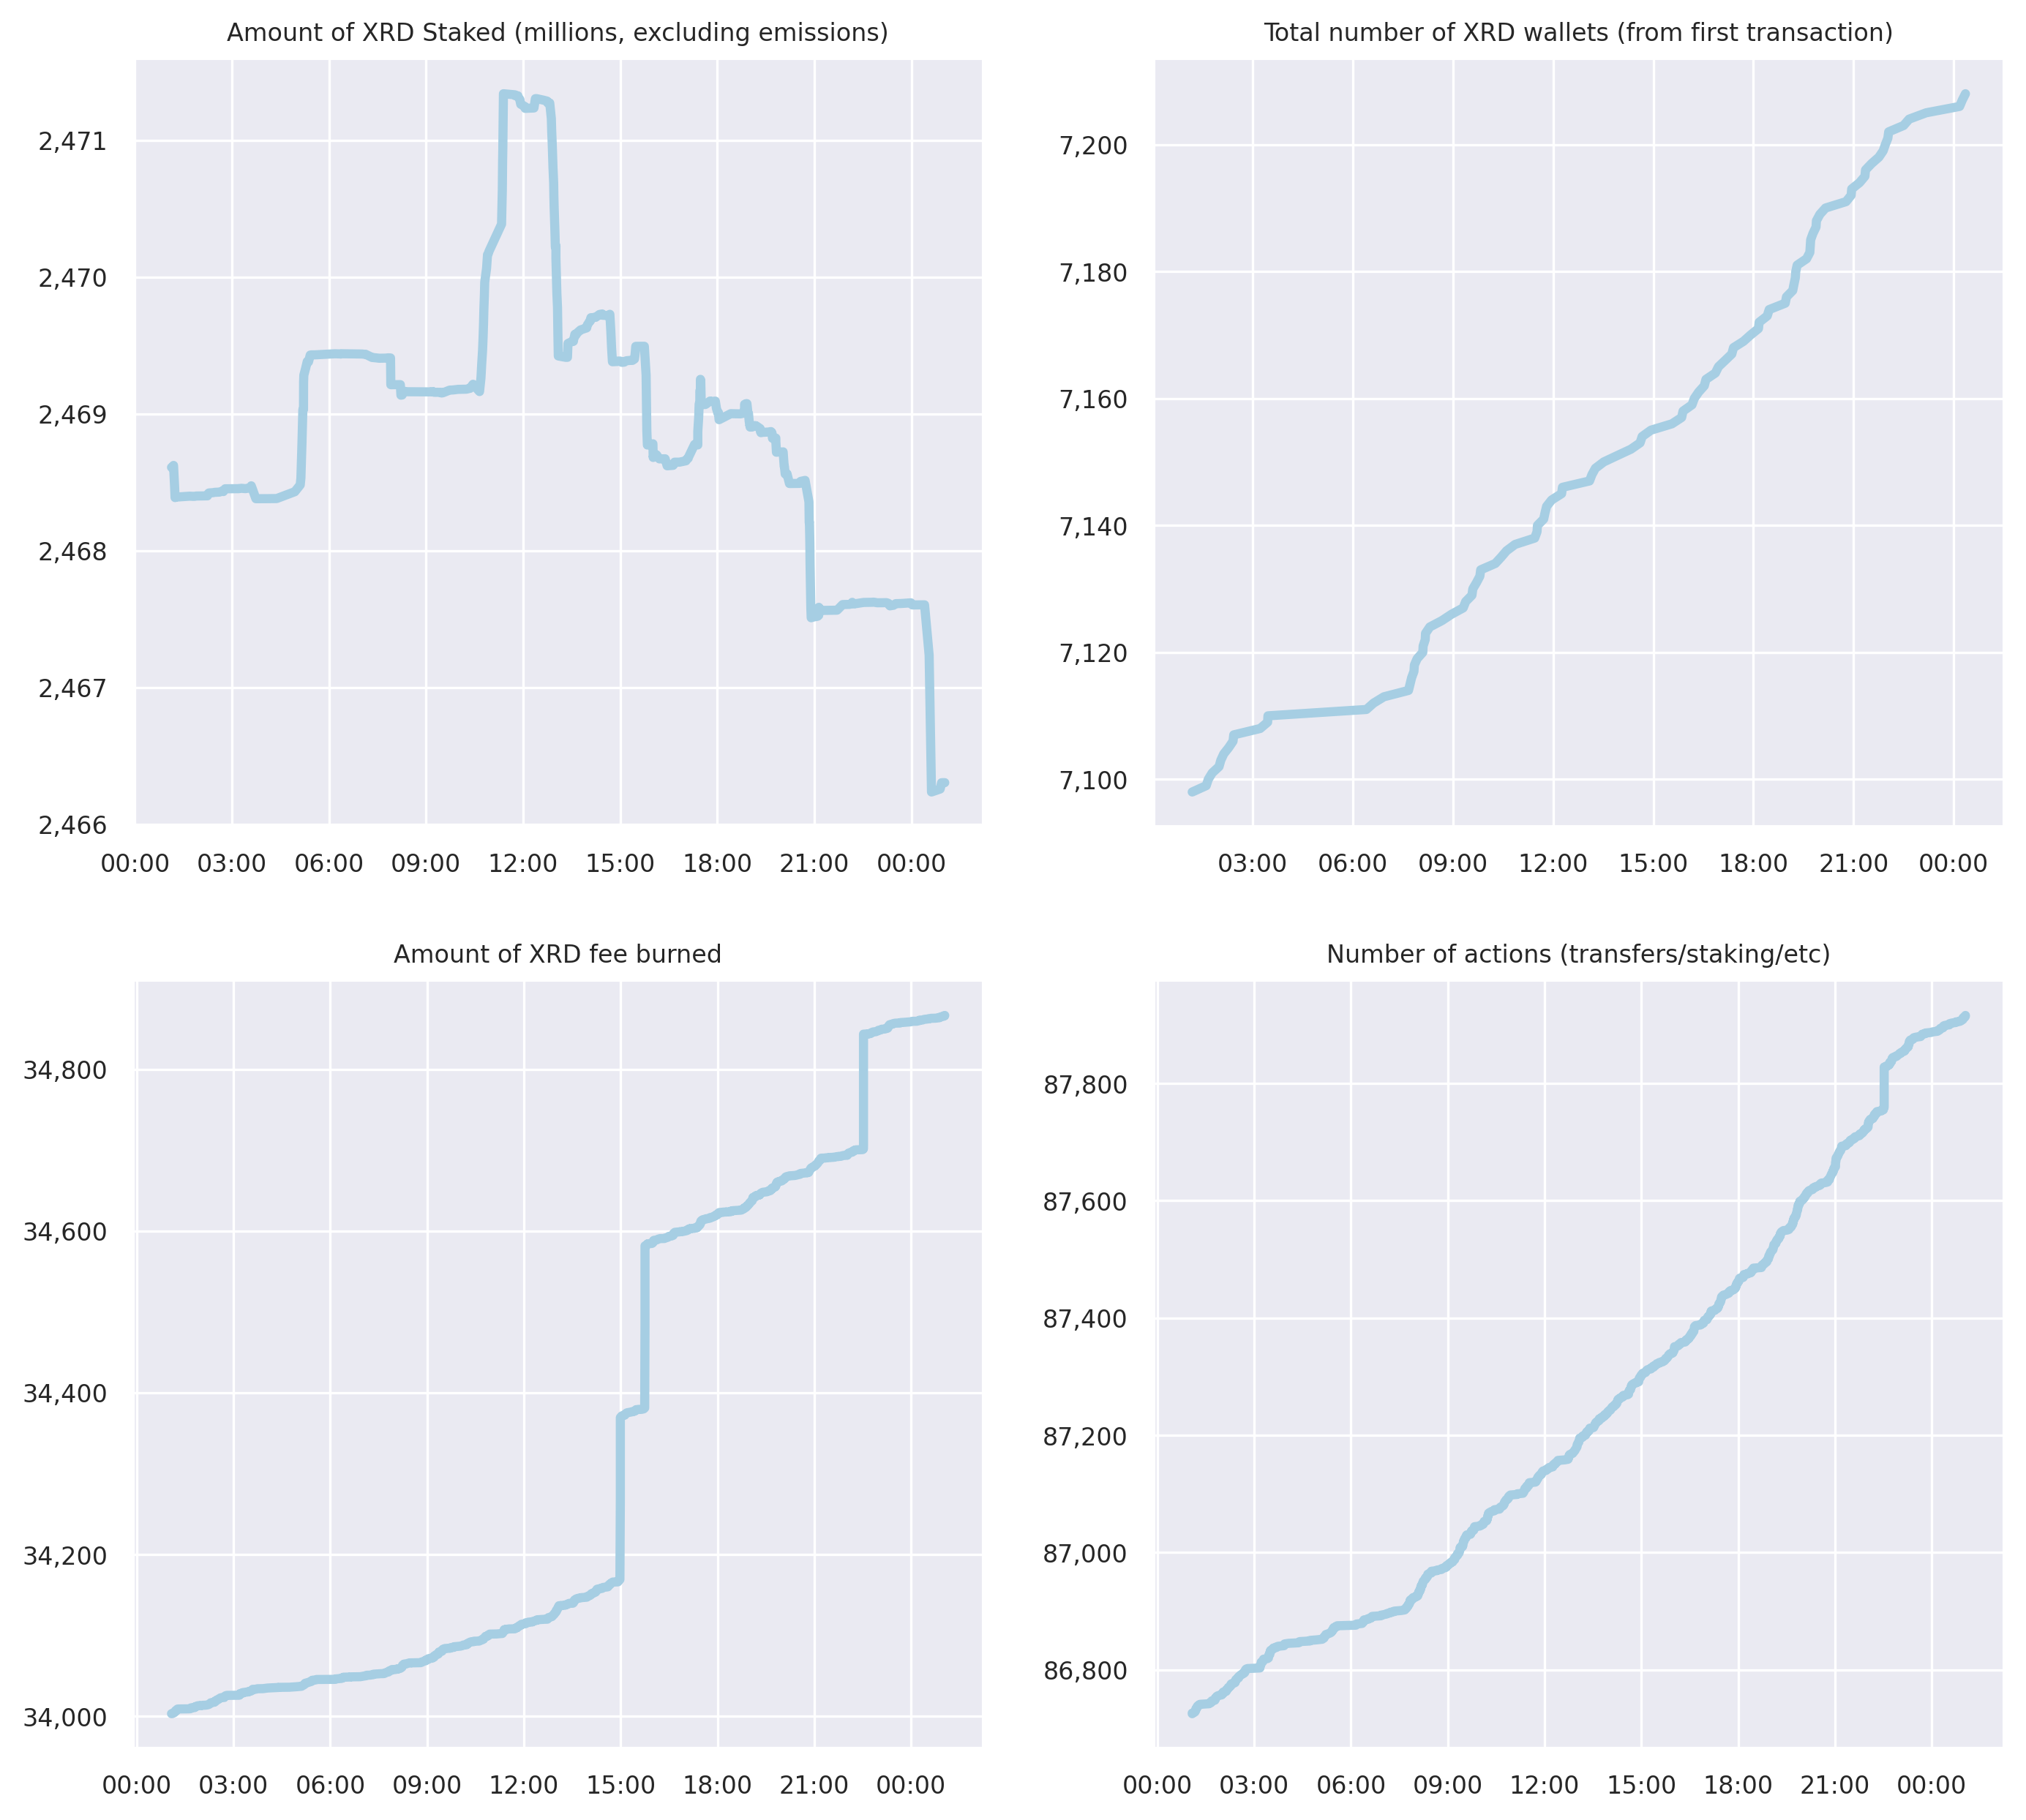 Amount of XRD Staked (millions, excluding emissions)
2,471
2,470
2,469
2,468
2,467
2,466
00:00 03:00 06:00 09:00 12:00 15:00 18:00 21:00 00:00
Total number of XRD wallets (from first transaction)
7,200
7,180
7,160
7,140
7,120
7,100
03:00 06:00 09:00 12:00 15:00 18:00 21:00 00:00
Amount of XRD fee burned
34,800
34,600
34,400
34,200
34,000
00:00 03:00 06:00 09:00 12:00 15:00 18:00 21:00 00:00
Number of actions (transfers/staking/etc)
87,800
87,600
87,400
87,200
87,000
86,800
00:00 03:00 06:00 09:00 12:00 15:00 18:00 21:00 00:00